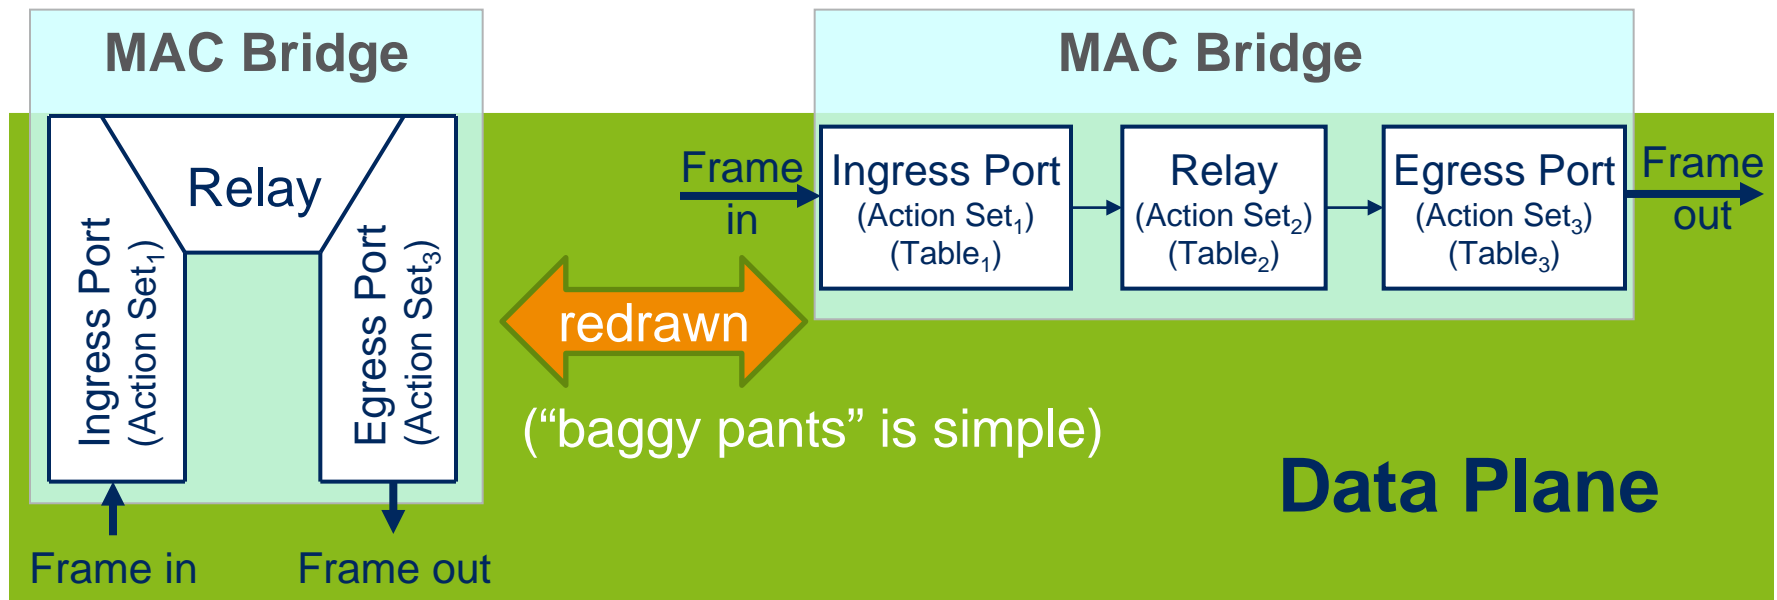 MAC Bridge
Relay
Ingress Port
(Action Set₁)
Egress Port
(Action Set₃)
Frame in
Frame out
redrawn
(“baggy pants” is simple)
MAC Bridge
Frame
in
Ingress Port
(Action Set₁)
(Table₁)
Relay
(Action Set₂)
(Table₂)
Egress Port
(Action Set₃)
(Table₃)
Frame
out
Data Plane